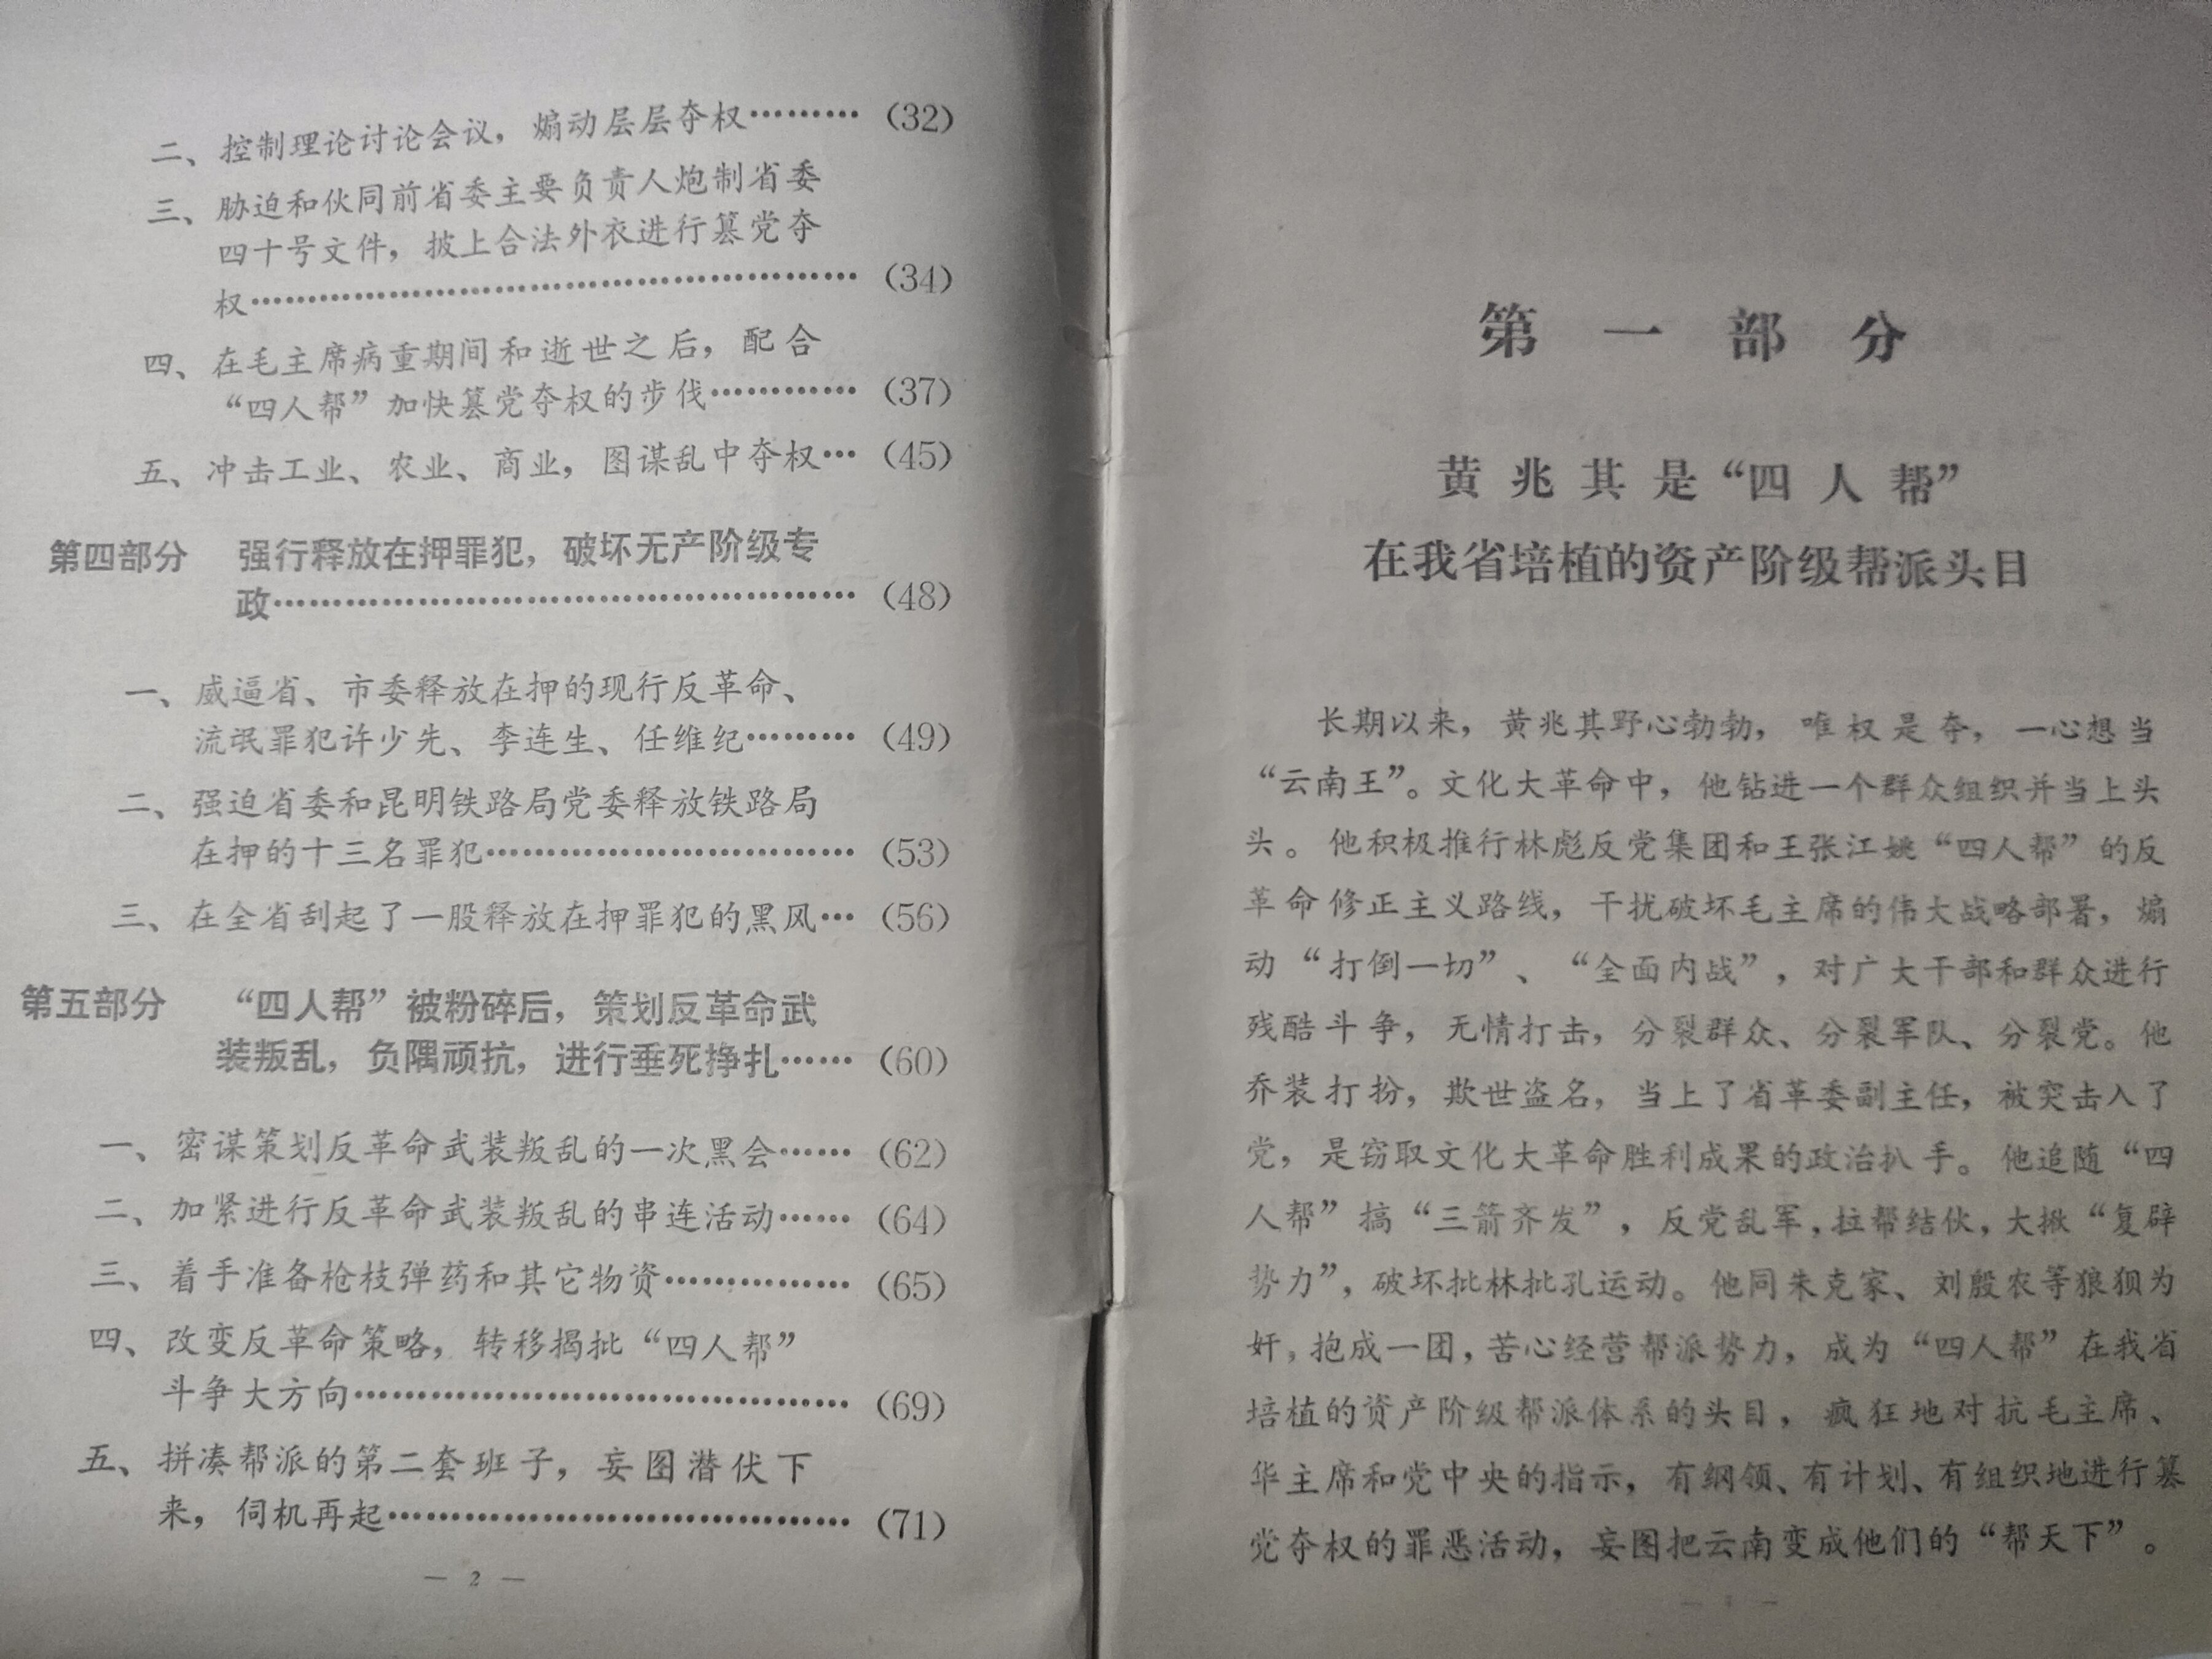 二、控制理论讨论会议，煽动层层夺权………（32）
三、胁迫和伙同前省委主要负责人炮制省委
四十号文件，披上合法外衣进行篡党夺
权……………………………………………（34）
四、在毛主席病重期间和逝世之后，配合
“四人帮”加快篡党夺权的步伐…………（37）
五、冲击工业、农业、商业，图谋乱中夺权…（45）
第四部分　强行释放在押罪犯，破坏无产阶级专
政……………………………………………（48）
一、威逼省、市委释放在押的现行反革命、
流氓罪犯许少先、李连生、任维纪………（49）
二、强迫省委和昆明铁路局党委释放铁路局
在押的十三名罪犯…………………………（53）
三、在全省刮起了一股释放在押罪犯的黑风…（56）
第五部分　“四人帮”被粉碎后，策划反革命武
装叛乱，负隅顽抗，进行垂死挣扎……（60）
一、密谋策划反革命武装叛乱的一次黑会……（62）
二、加紧进行反革命武装叛乱的串连活动……（64）
三、着手准备枪枝弹药和其它物资……………（65）
四、改变反革命策略，转移揭批“四人帮”
斗争大方向……………………………………（69）
五、拼凑帮派的第二套班子，妄图潜伏下
来，伺机再起…………………………………（71）
— 2 —
第一部分
黄兆其是“四人帮”
在我省培植的资产阶级帮派头目
长期以来，黄兆其野心勃勃，唯权是夺，一心想当
“云南王”。文化大革命中，他钻进一个群众组织并当上头
头。他积极推行林彪反党集团和王张江姚“四人帮”的反
革命修正主义路线，干扰破坏毛主席的伟大战略部署，煽
动“打倒一切”、“全面内战”，对广大干部和群众进行
残酷斗争，无情打击，分裂群众、分裂军队、分裂党。他
乔装打扮，欺世盗名，当上了省革委副主任，被突击入了
党，是窃取文化大革命胜利成果的政治扒手。他追随“四
人帮”搞“三箭齐发”，反党乱军，拉帮结伙，大揪“复辟
势力”，破坏批林批孔运动。他同朱克家、刘殷农等狼狈为
奸，抱成一团，苦心经营帮派势力，成为“四人帮”在我省
培植的资产阶级帮派体系的头目，疯狂地对抗毛主席、
华主席和党中央的指示，有纲领、有计划、有组织地进行篡
党夺权的罪恶活动，妄图把云南变成他们的“帮天下”。
— 1 —